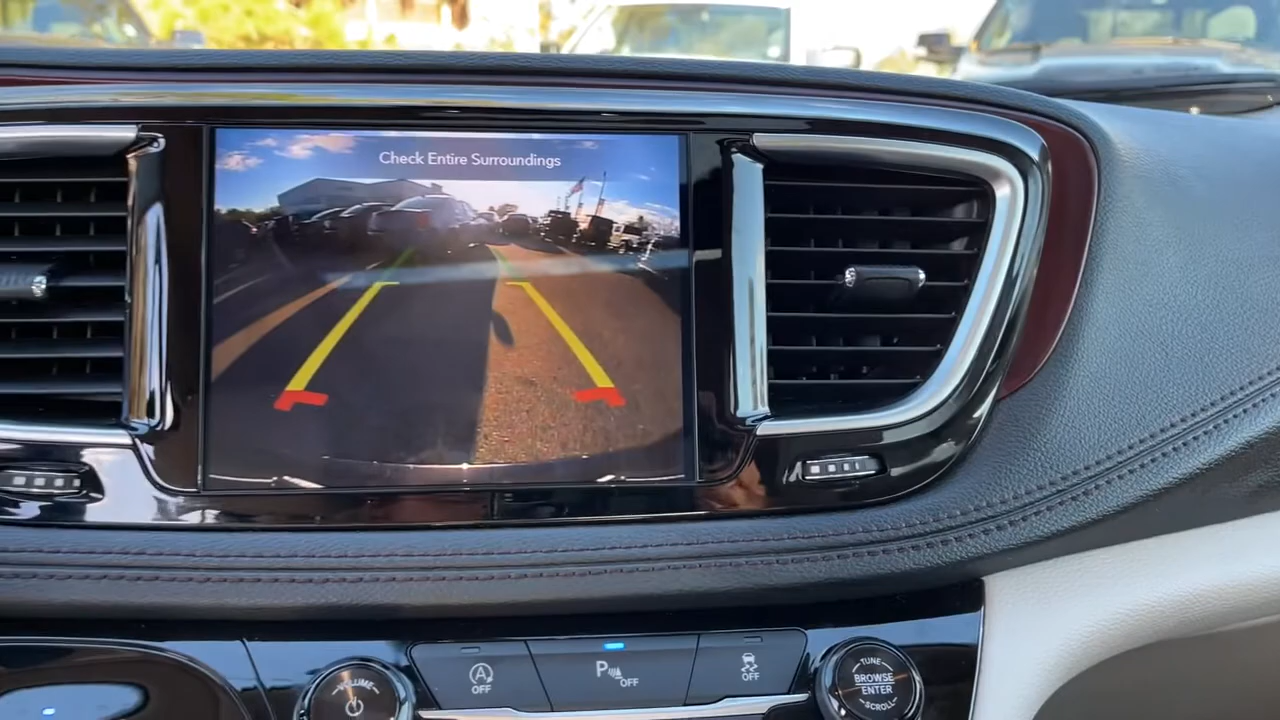 Check Entire Surroundings
VOLUME
OFF
P OFF
OFF
TUNE
BROWSE
ENTER
SCROLL